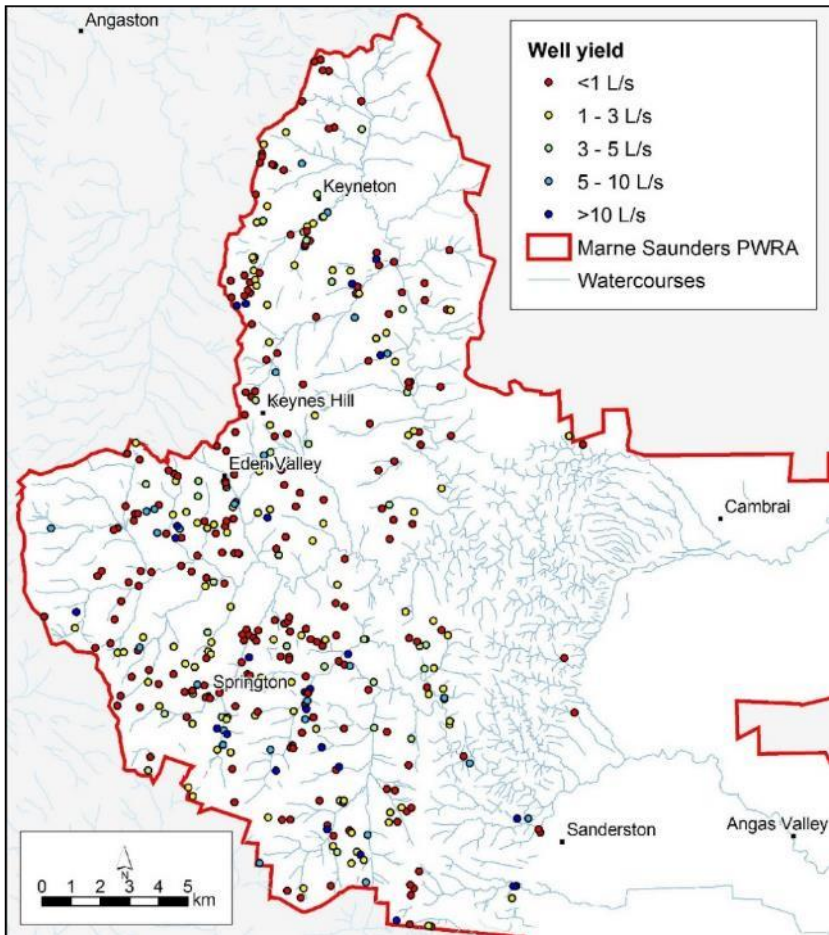 Angaston
Well yield
<1 L/s
1 - 3 L/s
3 - 5 L/s
5 - 10 L/s
>10 L/s
Marne Saunders PWRA
Watercourses
Keyneton
Keynes Hill
Eden Valley
Cambrai
Springton
Sanderston
Angas Valley
N
0 1 2 3 4 5
km